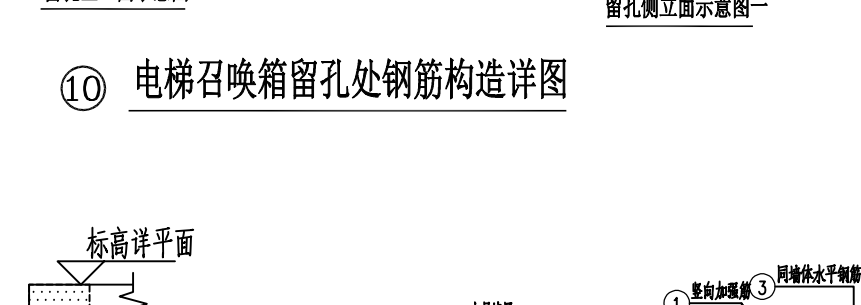 留孔侧立面示意图一
10 电梯召唤箱留孔处钢筋构造详图
标高详平面
同墙体水平钢筋
3
竖向加强筋
1